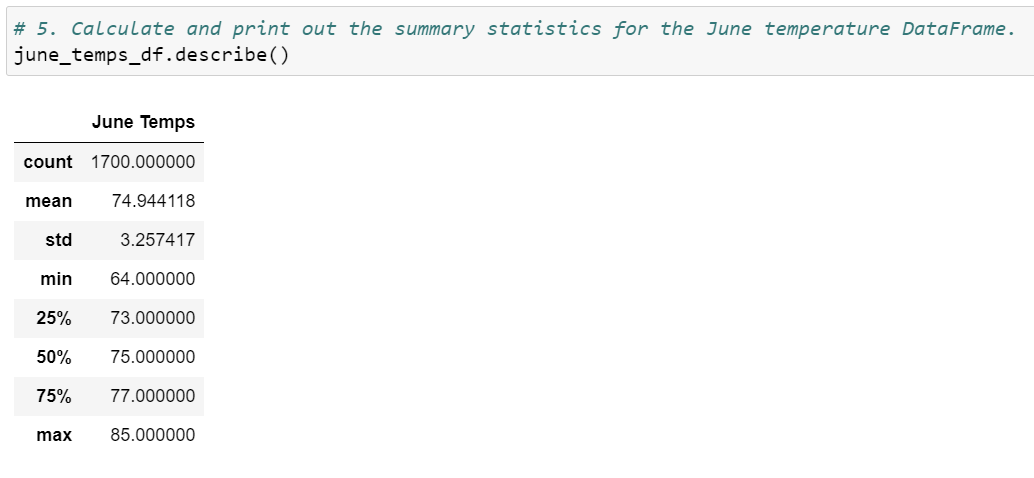 # 5. Calculate and print out the summary statistics for the June temperature DataFrame.
june_temps_df.describe()
June Temps
count 1700.000000
mean 74.944118
std 3.257417
min 64.000000
25% 73.000000
50% 75.000000
75% 77.000000
max 85.000000